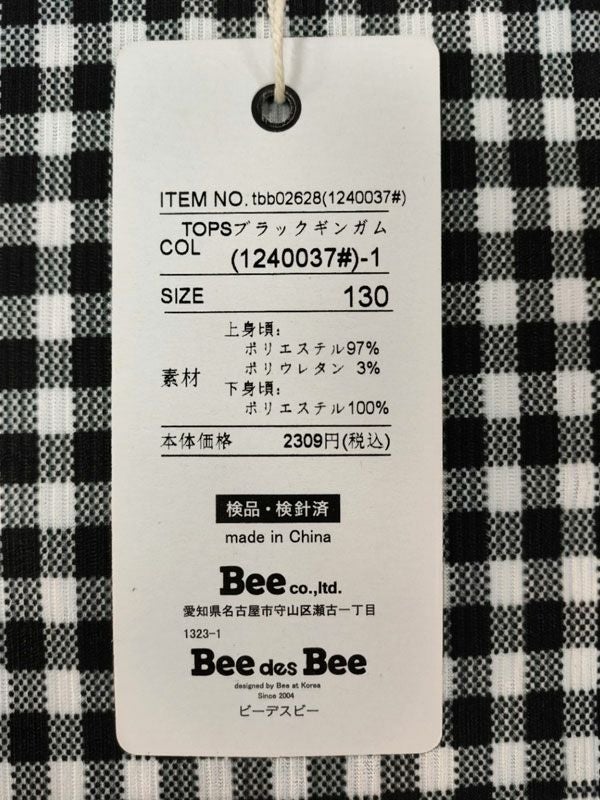 ITEM NO. tbb02628(1240037#)
TOPSブラックギンガム
COL
(1240037#)-1
SIZE 130
上身頃:
ポリエステル97%
素材
ポリウレタン 3%
下身頃:
ポリエステル100%
本体価格 2309円(税込)
検品・検針済
made in China
Bee co.,ltd.
愛知県名古屋市守山区瀬古一丁目
1323-1
Bee des Bee
designed by Bee at Korea
Since 2004
ビーデスビー